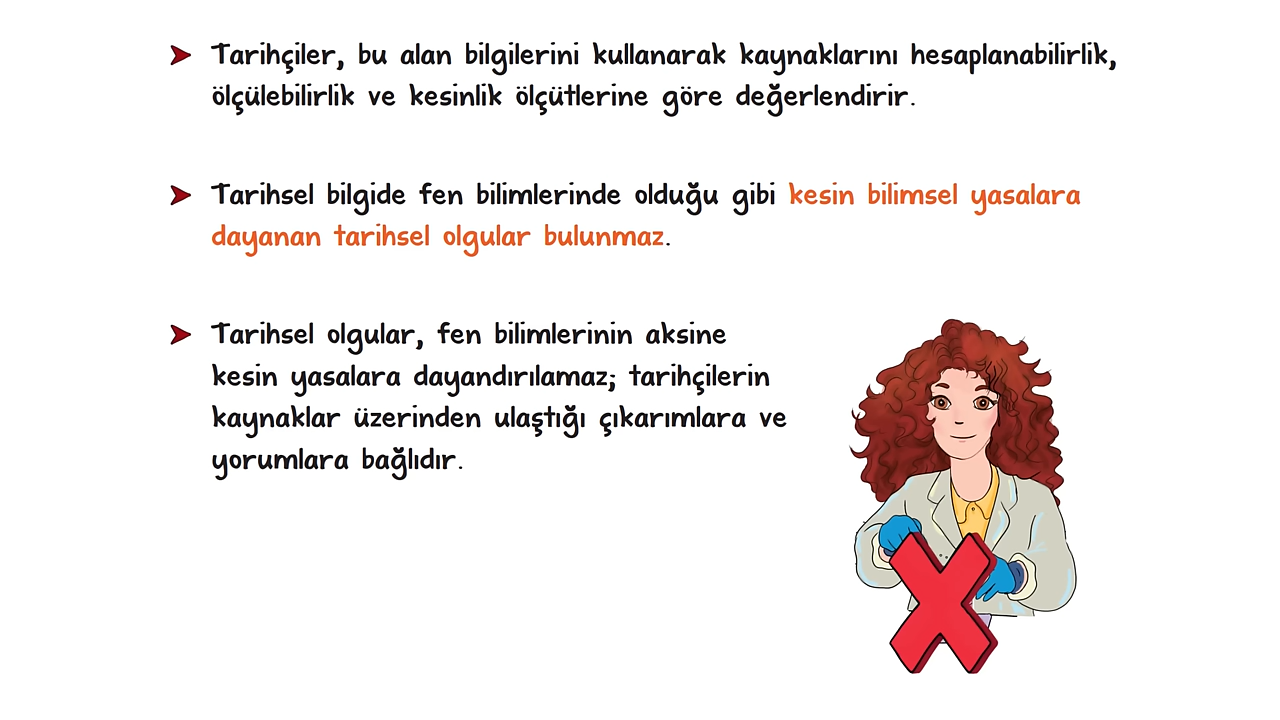 Tarihçiler, bu alan bilgilerini kullanarak kaynaklarını hesaplanabilirlik,
ölçülebilirlik ve kesinlik ölçütlerine göre değerlendirir.
Tarihsel bilgide fen bilimlerinde olduğu gibi kesin bilimsel yasalara
dayanan tarihsel olgular bulunmaz.
Tarihsel olgular, fen bilimlerinin aksine
kesin yasalara dayandırılamaz; tarihçilerin
kaynaklar üzerinden ulaştığı çıkarımlara ve
yorumlara bağlıdır.